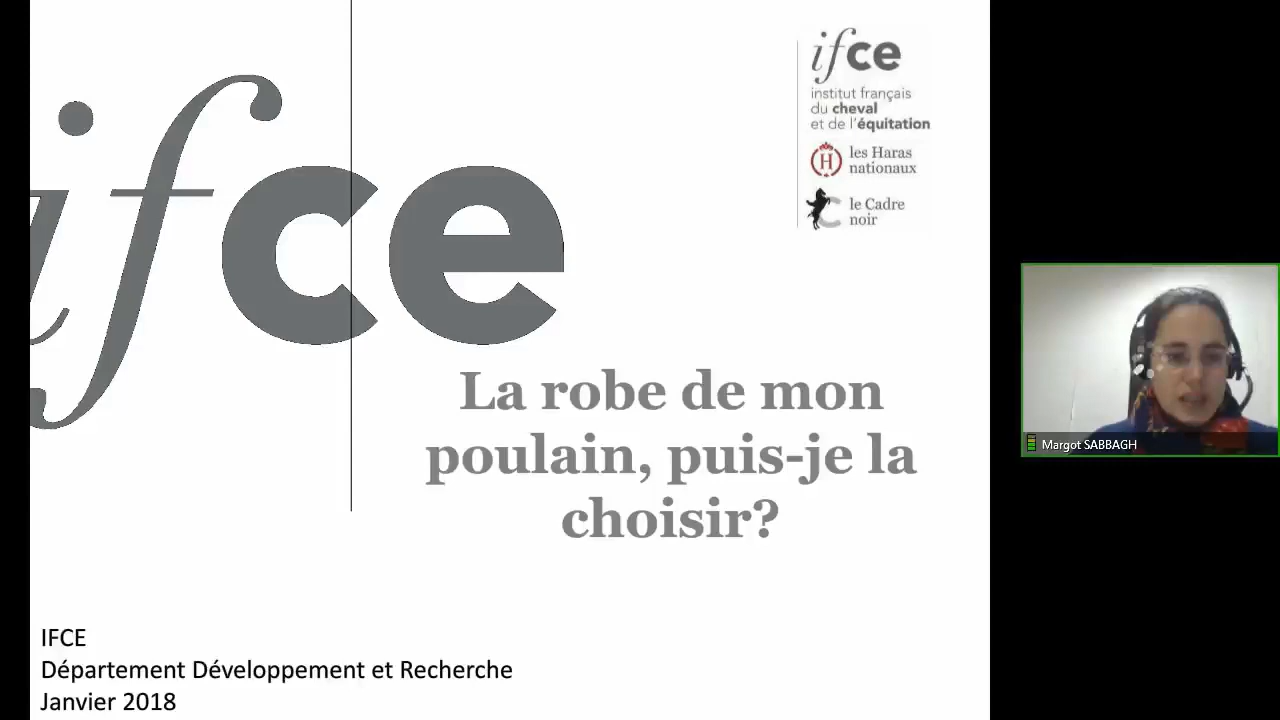 ifce
ifce
institut français
du cheval
et de l'équitation
les Haras
nationaux
le Cadre
noir
La robe de mon
poulain, puis-je la
choisir?
Margot SABBAGH
IFCE
Département Développement et Recherche
Janvier 2018